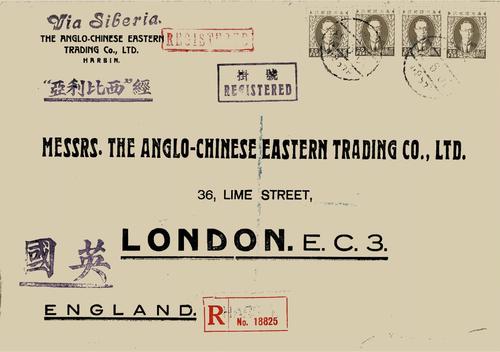 Via Siberia.
THE ANGLO-CHINESE EASTERN
TRADING Co., LTD.
HARBIN.
REGISTERED
"亞利比西"經
掛號
REGISTERED
MESSRS. THE ANGLO-CHINESE EASTERN TRADING CO., LTD.
36, LIME STREET,
LONDON. E.C.3.
國英
ENGLAND.
R
No. 18825